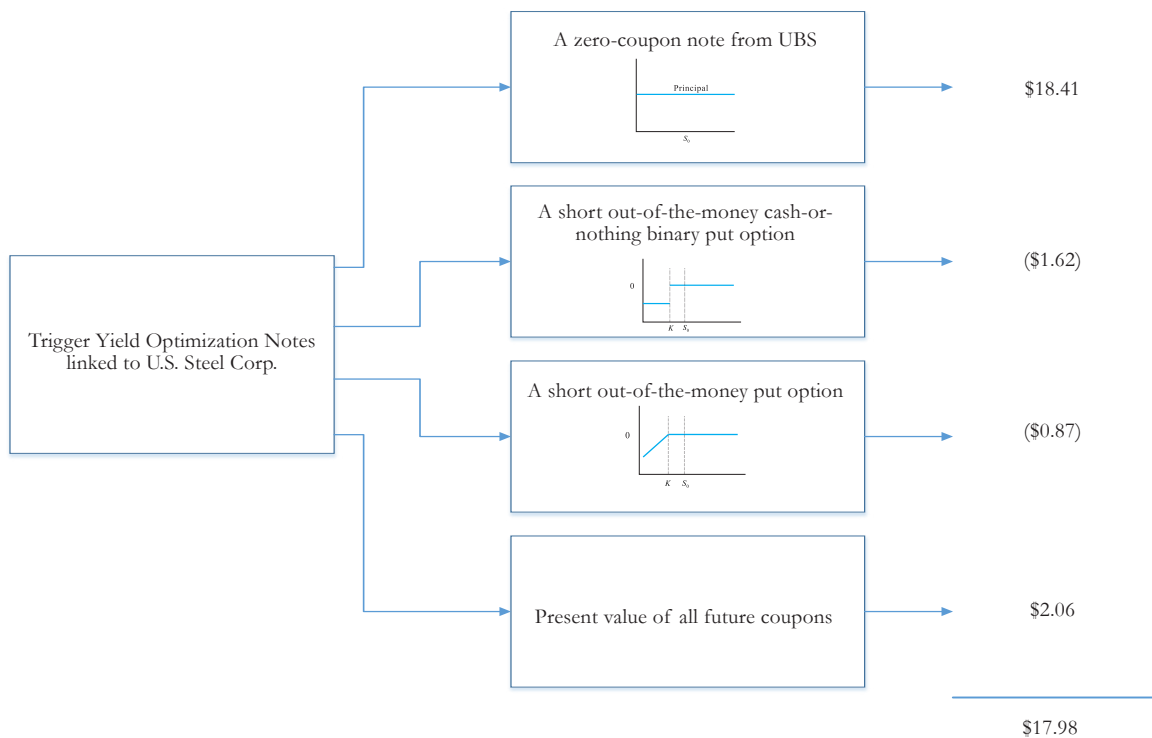 A zero-coupon note from UBS
Principal
S₀
$18.41
A short out-of-the-money cash-or-
nothing binary put option
0
K S₀
($1.62)
Trigger Yield Optimization Notes
linked to U.S. Steel Corp.
A short out-of-the-money put option
0
K S₀
($0.87)
Present value of all future coupons
$2.06
$17.98